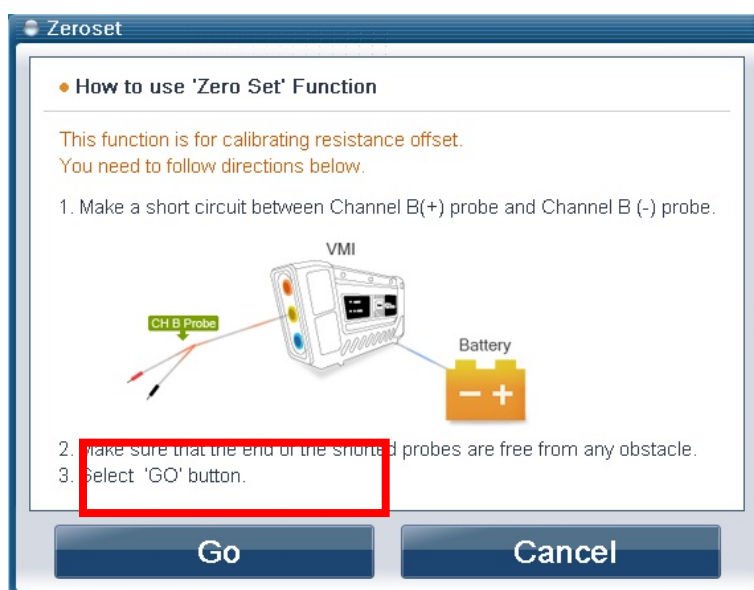 Zeroset
How to use 'Zero Set' Function
This function is for calibrating resistance offset.
You need to follow directions below.
1. Make a short circuit between Channel B(+) probe and Channel B (-) probe.
VMI
CH B Probe
Battery
2. Make sure that the end of the shorted probes are free from any obstacle.
3. Select 'GO' button.
Go
Cancel